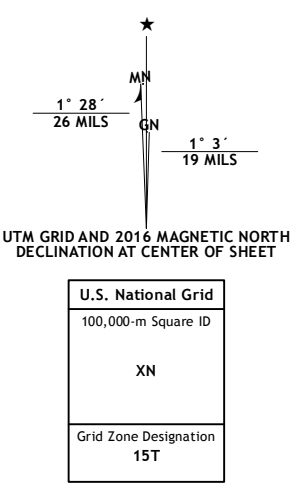 MN
1° 28´
26 MILS
GN
1° 3´
19 MILS
UTM GRID AND 2016 MAGNETIC NORTH
DECLINATION AT CENTER OF SHEET
U.S. National Grid
100,000-m Square ID
XN
Grid Zone Designation
15T